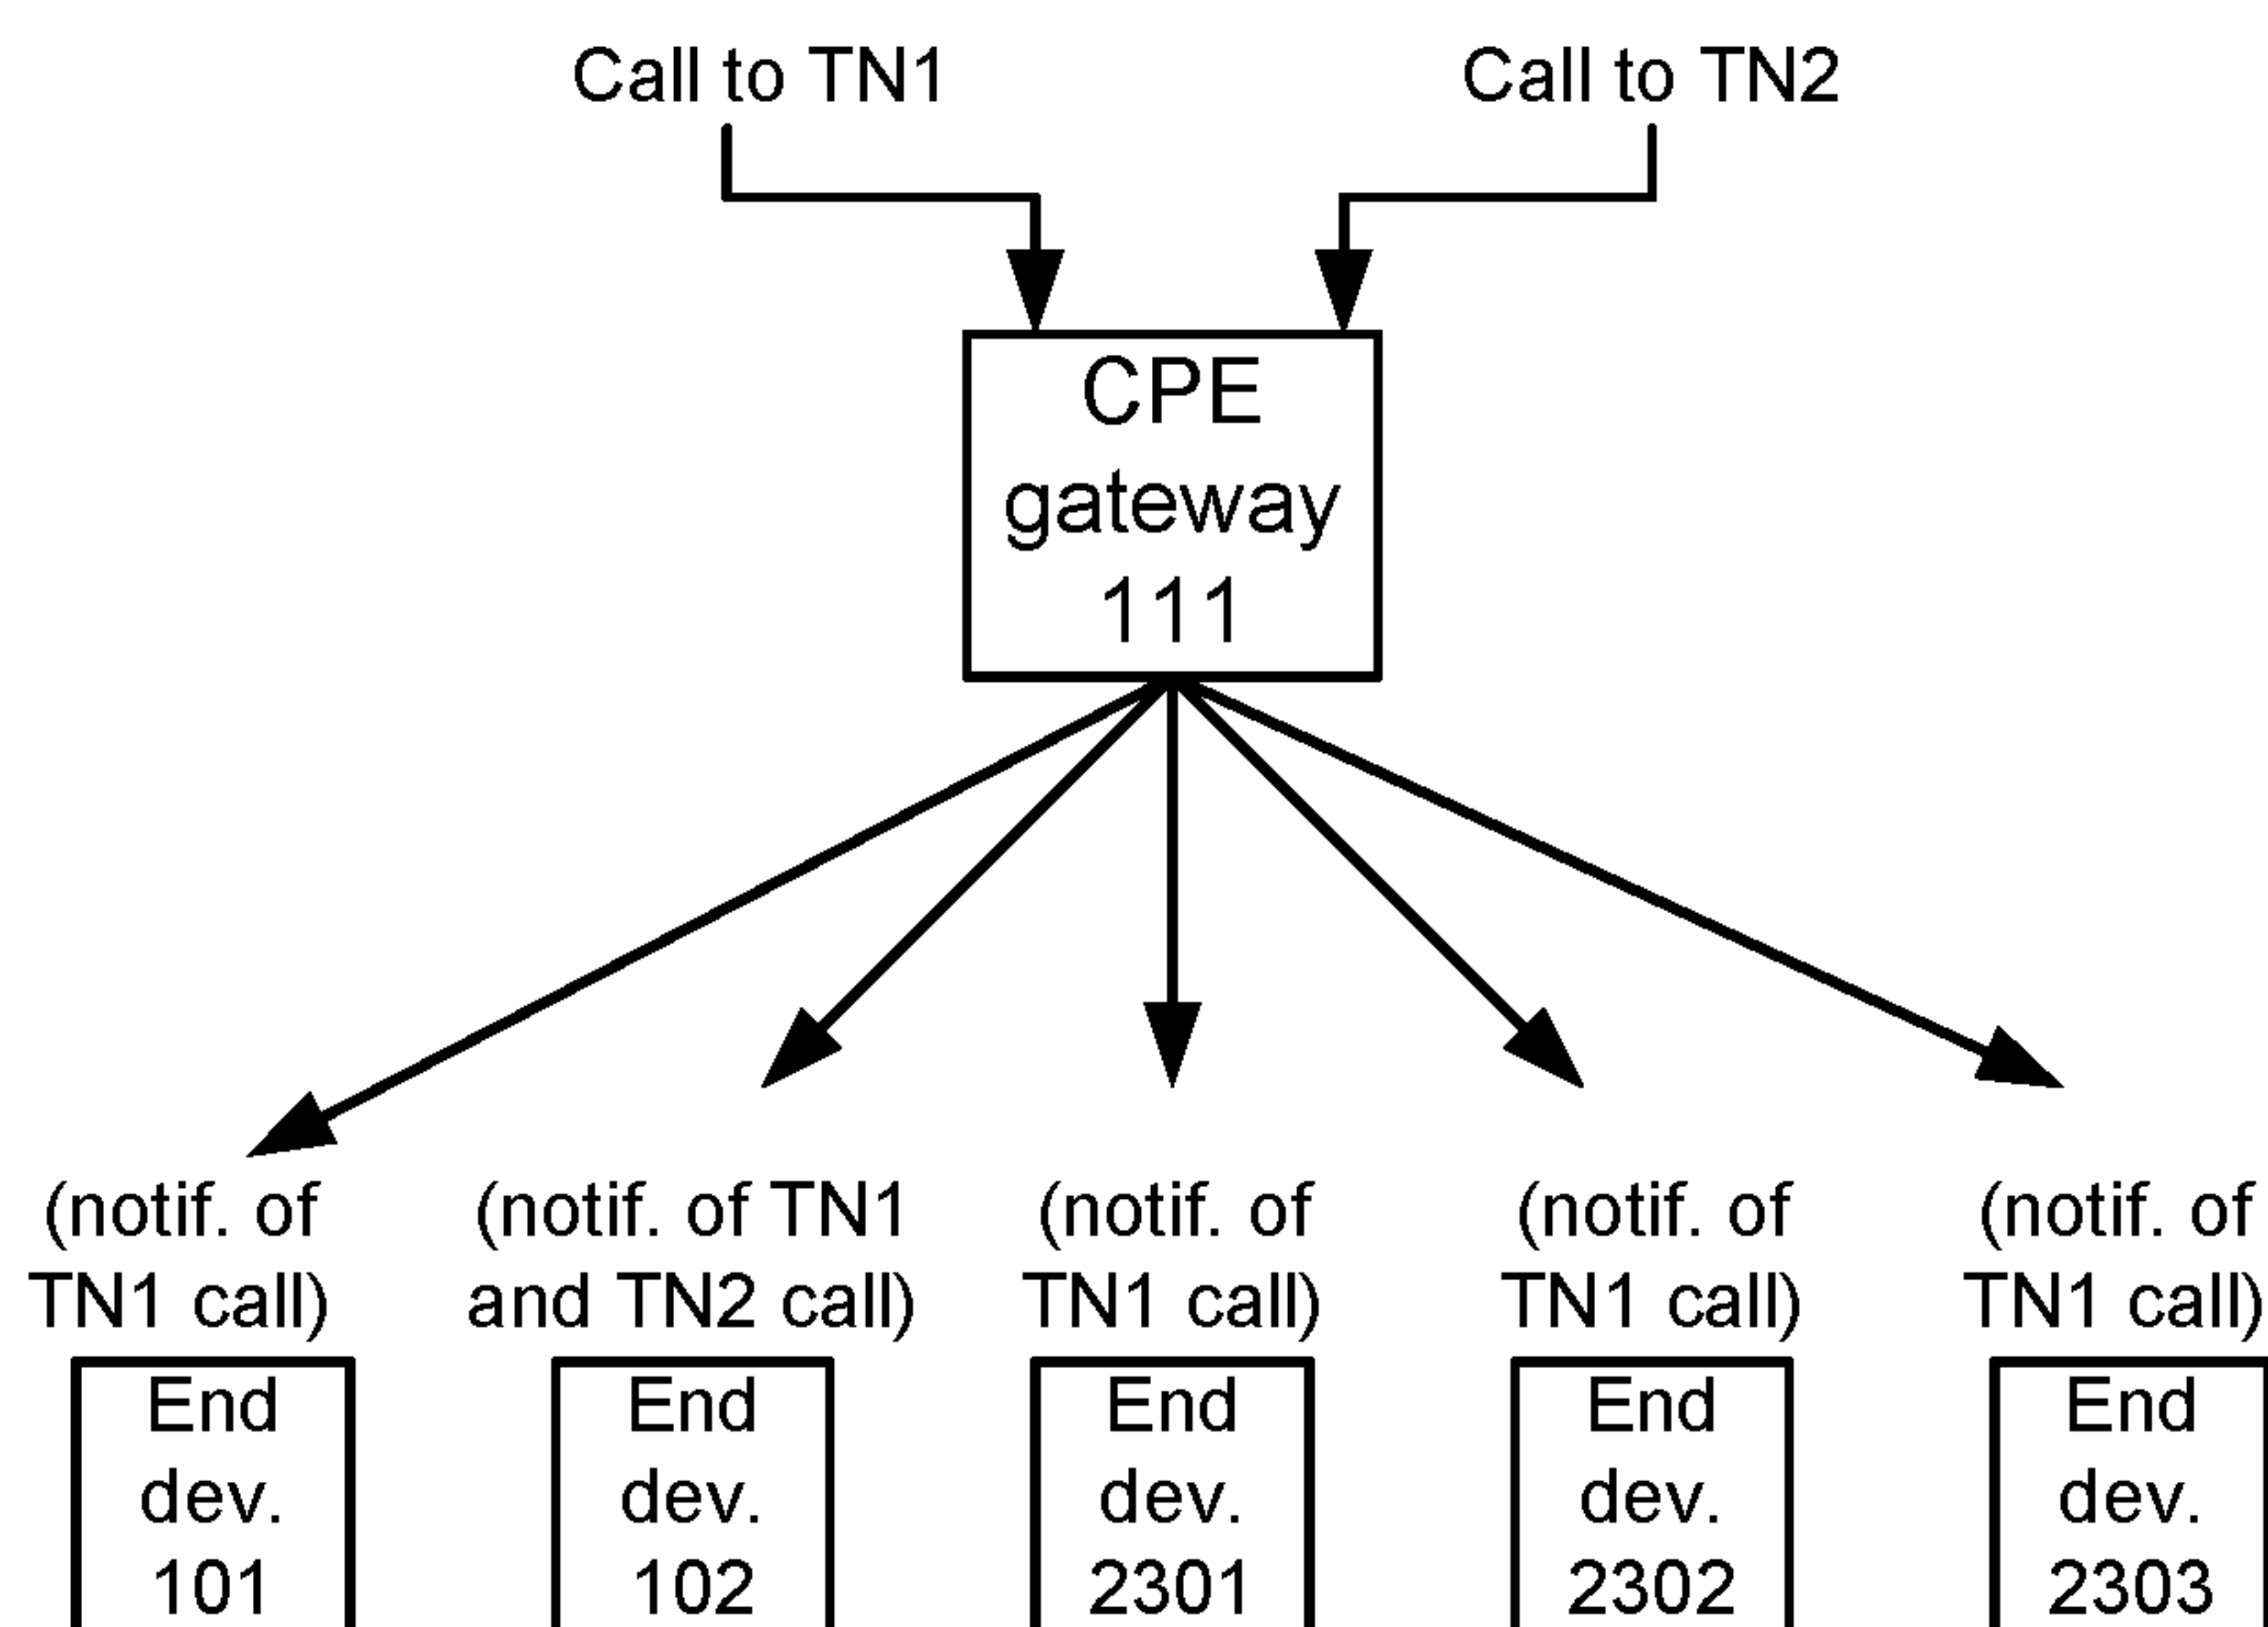 Call to TN1
Call to TN2
CPE
gateway
111
(notif. of
TN1 call)
(notif. of TN1
and TN2 call)
(notif. of
TN1 call)
(notif. of
TN1 call)
(notif. of
TN1 call)
End
dev.
101
End
dev.
102
End
dev.
2301
End
dev.
2302
End
dev.
2303